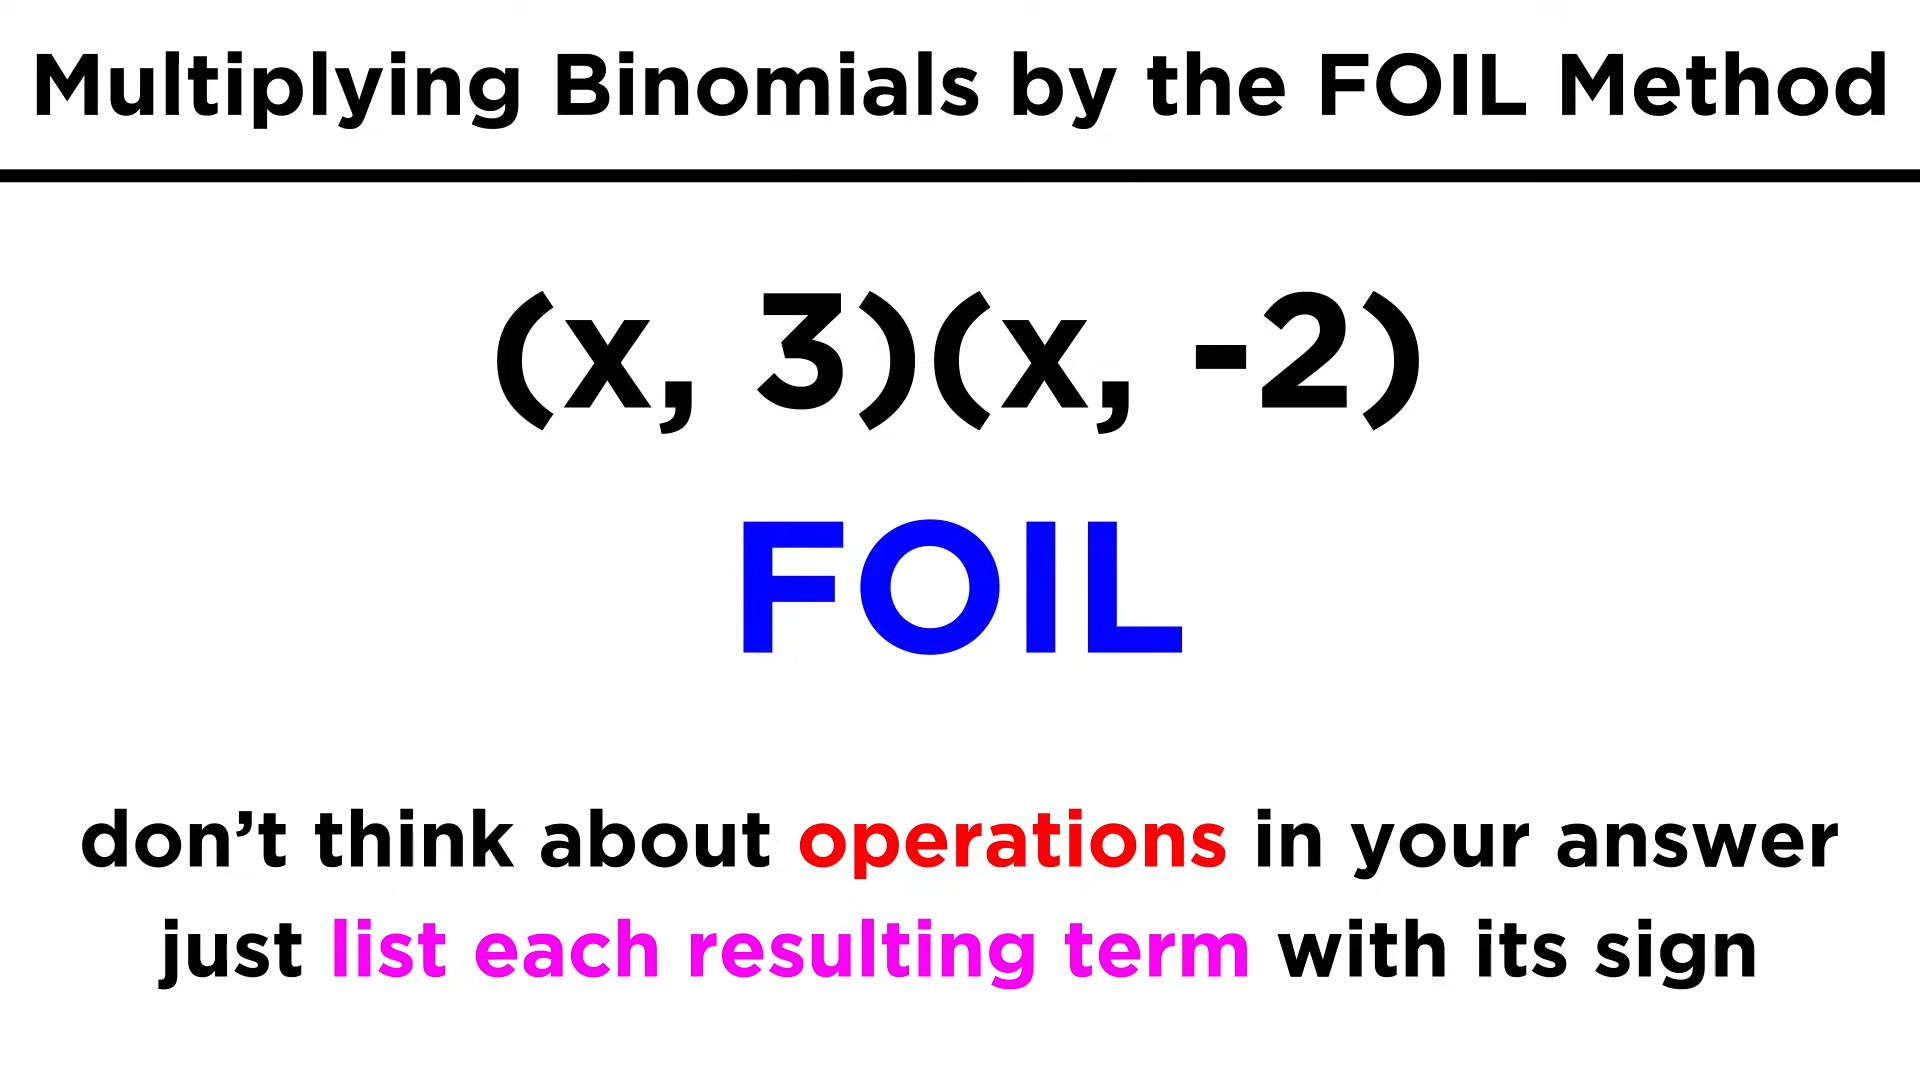 Multiplying Binomials by the FOIL Method
(x, 3)(x, -2)
FOIL
don’t think about operations in your answer
just list each resulting term with its sign